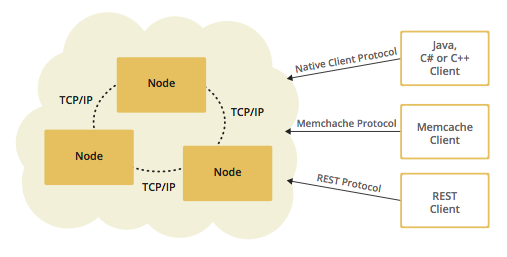 Node
TCP/IP
TCP/IP
Node
Node
TCP/IP
Native Client Protocol
Java,
C# or C++
Client
Memchache Protocol
Memcache
Client
REST Protocol
REST
Client